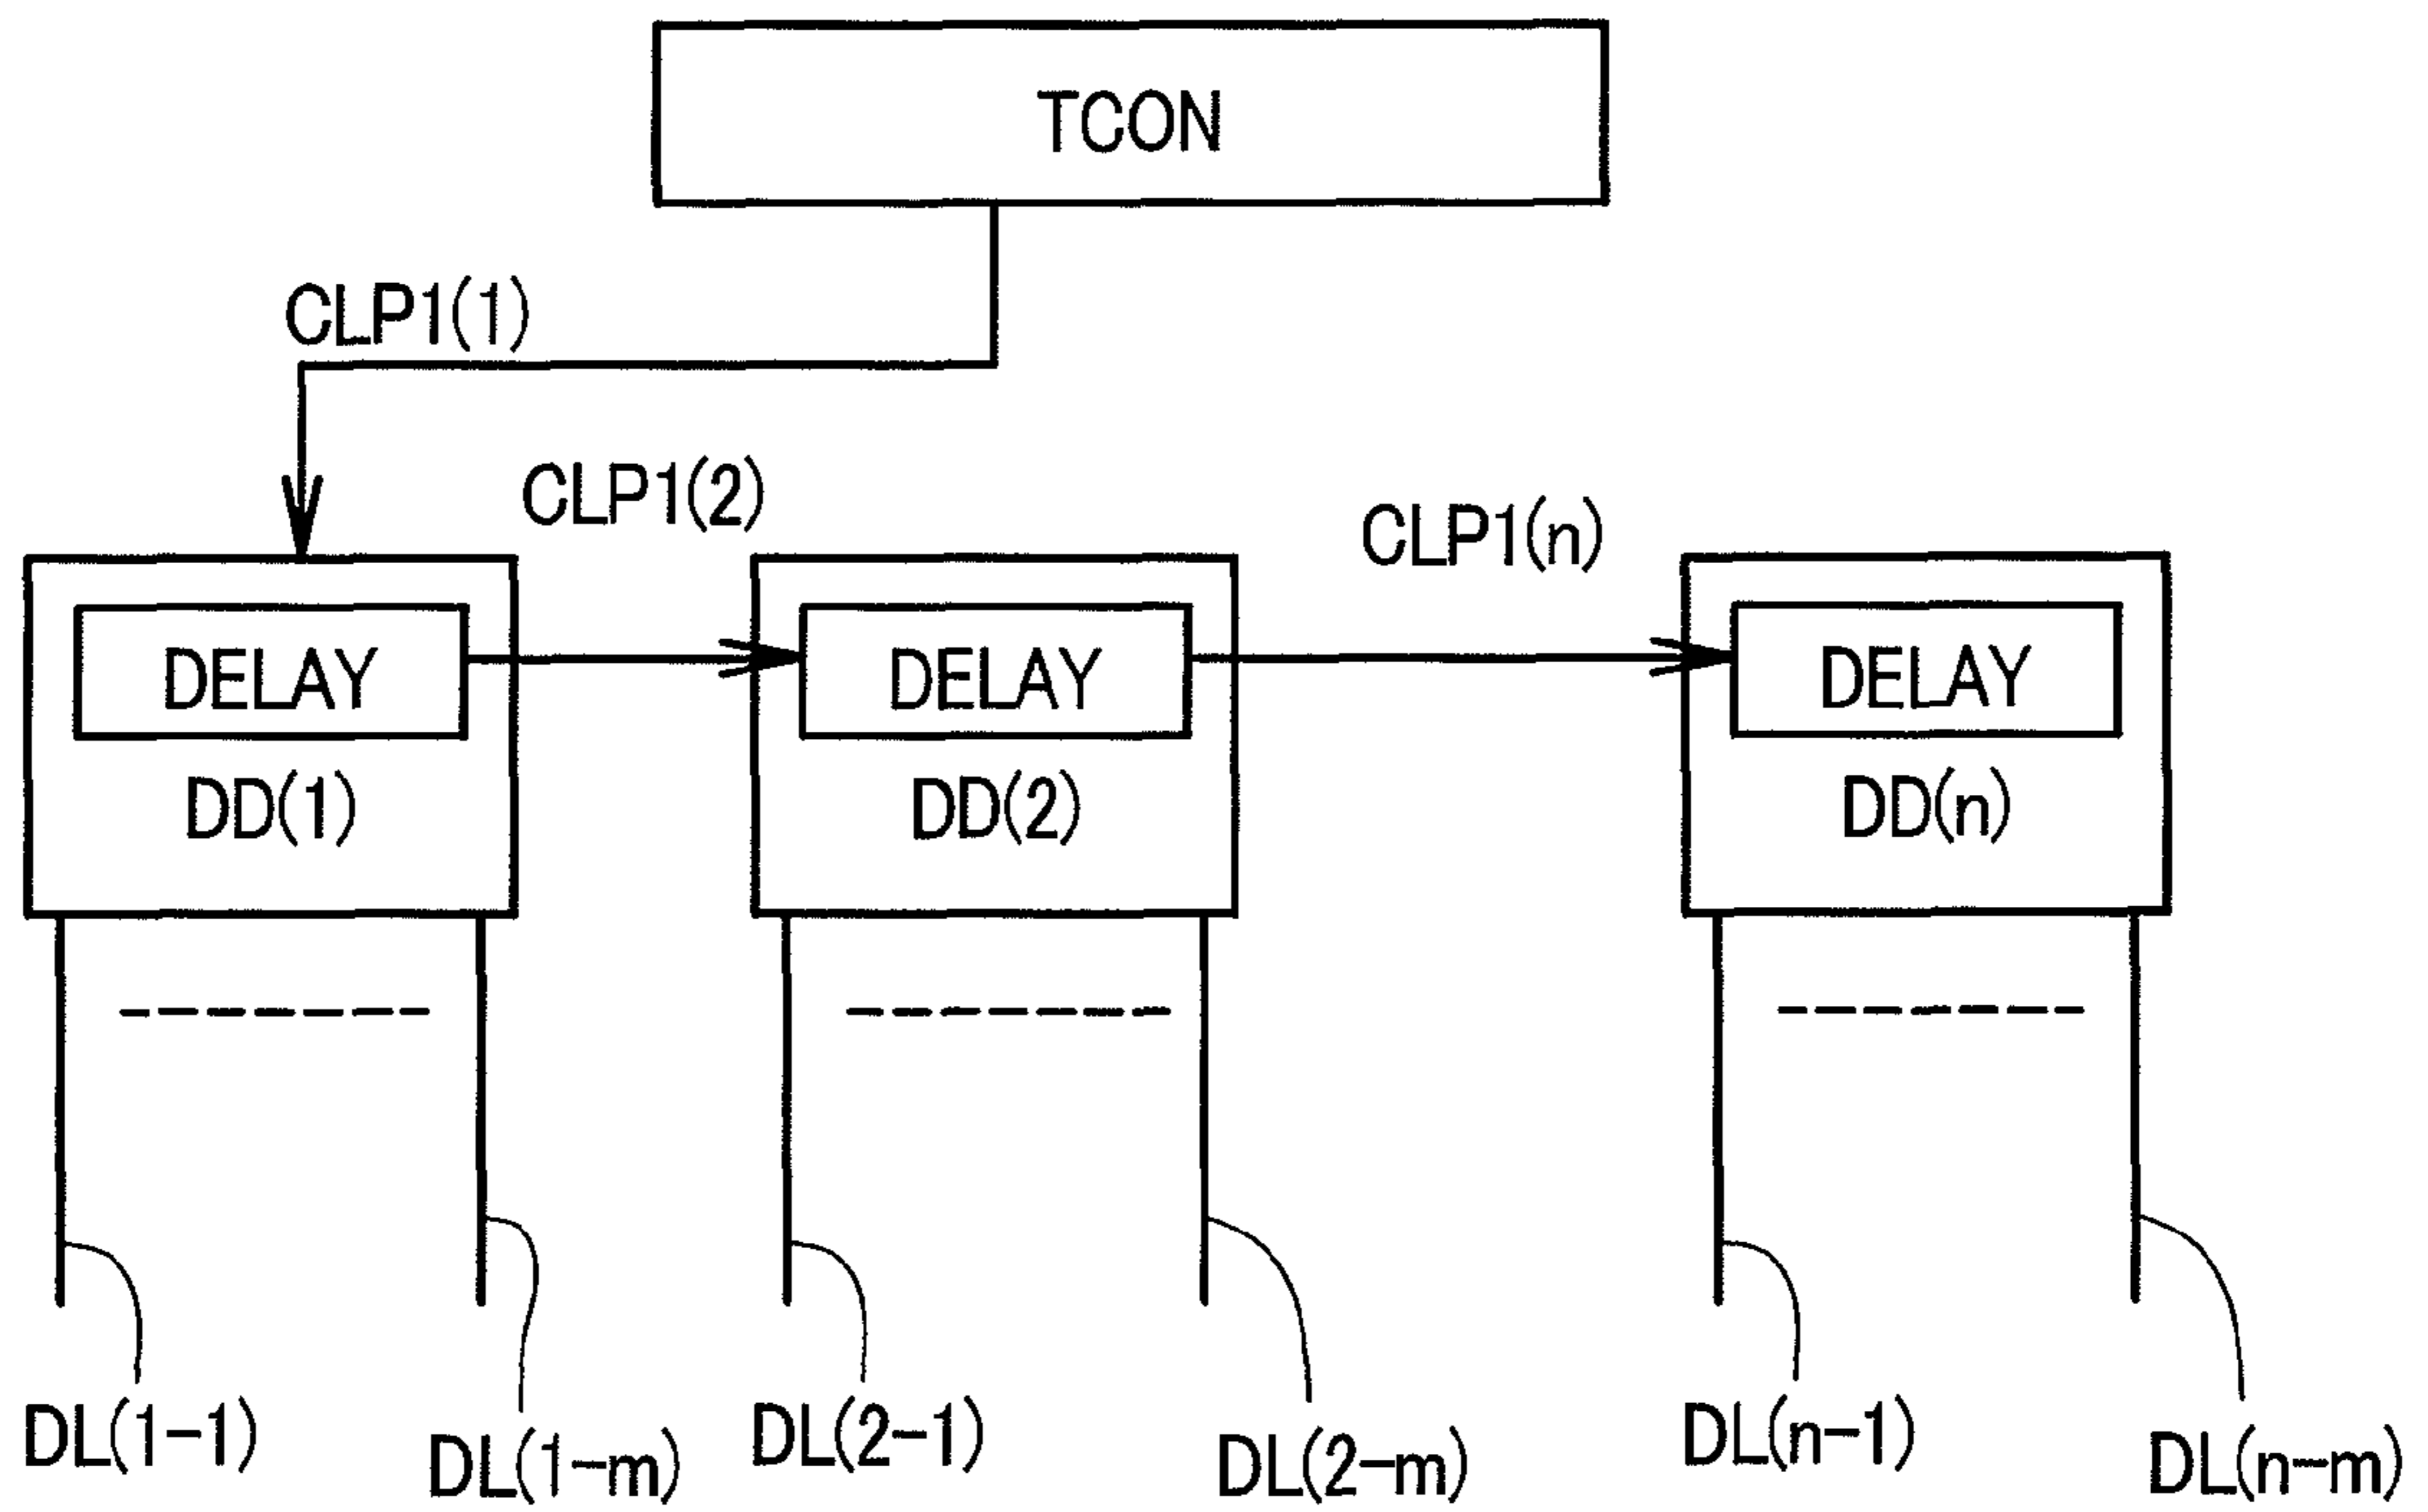 TCON
CLP1(1)
CLP1(2)
CLP1(n)
DELAY
DELAY
DELAY
DD(1)
DD(2)
DD(n)
DL(1-1)
DL(1-m)
DL(2-1)
DL(2-m)
DL(n-1)
DL(n-m)